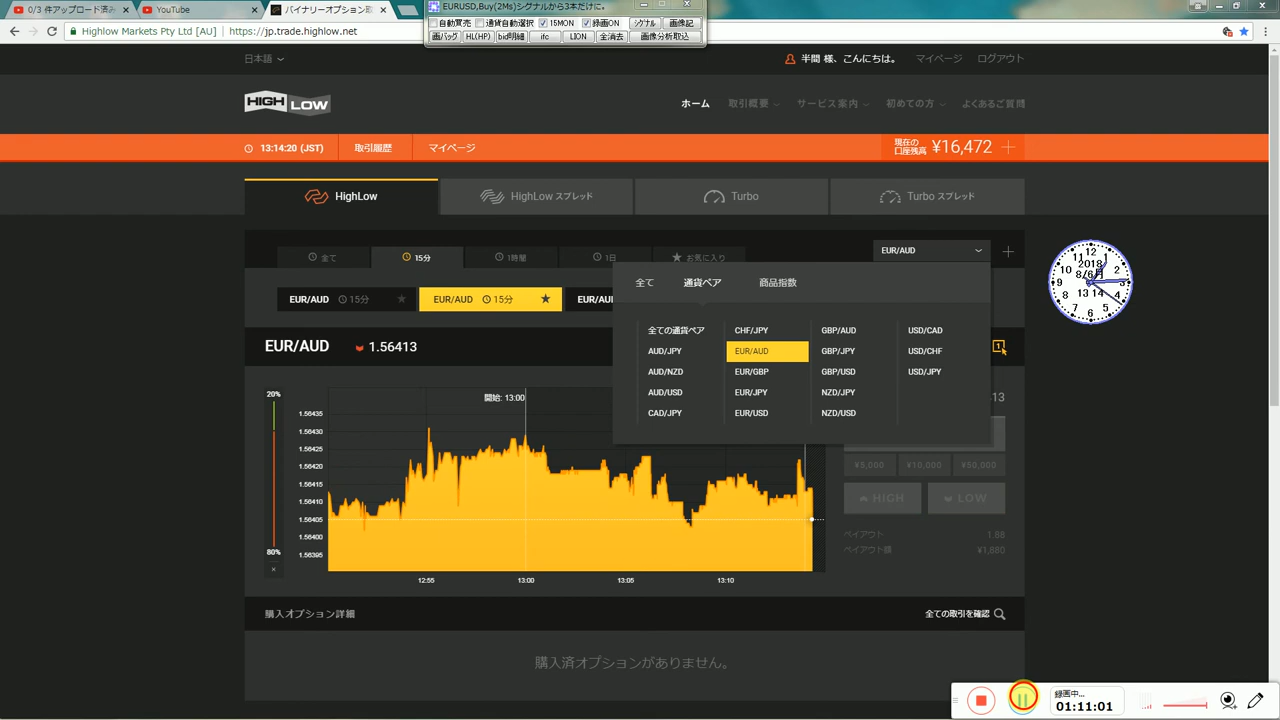 0/3 件アップロード済み
YouTube
バイナリーオプション取
EURUSD,Buy(2Ms)シグナルから3本だけに。
自動買売 通貨自動選択 15MON 録画ON シグナル 画像記
画バッグ HL(HP) bid明細 ifc LION 全消去 画像分析取込
Highlow Markets Pty Ltd [AU] https://jp.trade.highlow.net
日本語
半間 様、こんにちは。 マイページ ログアウト
HIGH LOW
ホーム 取引概要 サービス案内 初めての方 よくあるご質問
13:14:20 (JST) 取引履歴 マイページ
現在の口座残高 ¥16,472
HighLow HighLow スプレッド Turbo Turbo スプレッド
全て 15分 1時間 1日 お気に入り
EUR/AUD
全て 通貨ペア 商品指数
EUR/AUD 15分 EUR/AUD 15分 EUR/AU
全ての通貨ペア CHF/JPY GBP/AUD USD/CAD
AUD/JPY EUR/AUD GBP/JPY USD/CHF
AUD/NZD EUR/GBP GBP/USD USD/JPY
AUD/USD EUR/JPY NZD/JPY
CAD/JPY EUR/USD NZD/USD
EUR/AUD 1.56413
1
13
20%
80%
開始: 13:00
1.56435
1.56430
1.56425
1.56420
1.56415
1.56410
1.56405
1.56400
1.56395
12:55 13:00 13:05 13:10
¥5,000 ¥10,000 ¥50,000
HIGH LOW
ペイアウト 1.88
ペイアウト額 ¥1,880
購入オプション詳細
全ての取引を確認
購入済オプションがありません。
12
11 1
10 2018 2
9 8/6 月 3
8 13 14 4
7 5
6
録画中...
01:11:01